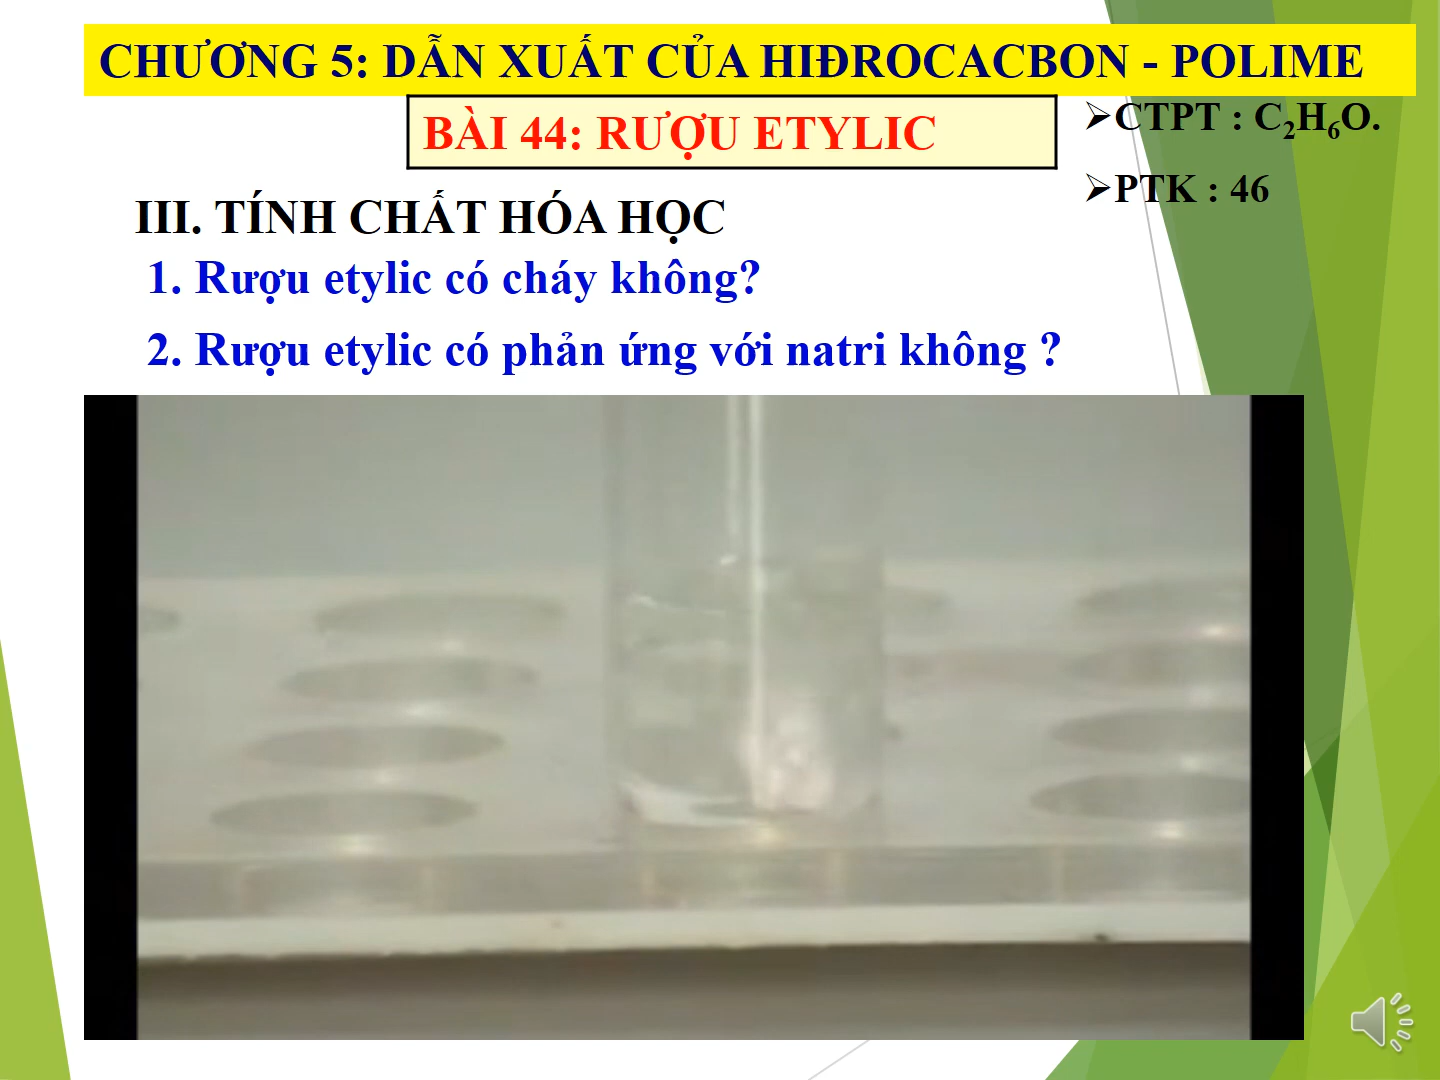 CHƯƠNG 5: DẪN XUẤT CỦA HIĐROCACBON - POLIME
BÀI 44: RƯỢU ETYLIC
➢CTPT : C₂H₆O.
➢PTK : 46
III. TÍNH CHẤT HÓA HỌC
1. Rượu etylic có cháy không?
2. Rượu etylic có phản ứng với natri không ?